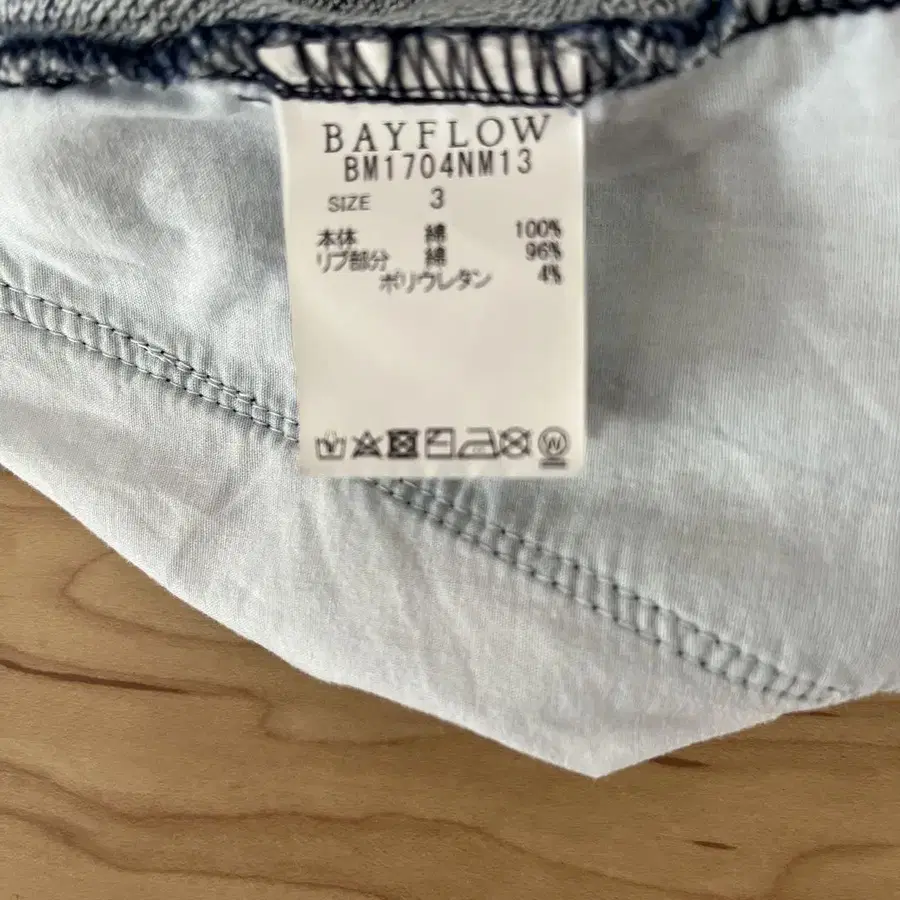 BAYFLOW
BM1704NM13
SIZE 3
本体 綿 100%
リブ部分 綿 96%
ポリウレタン 4%